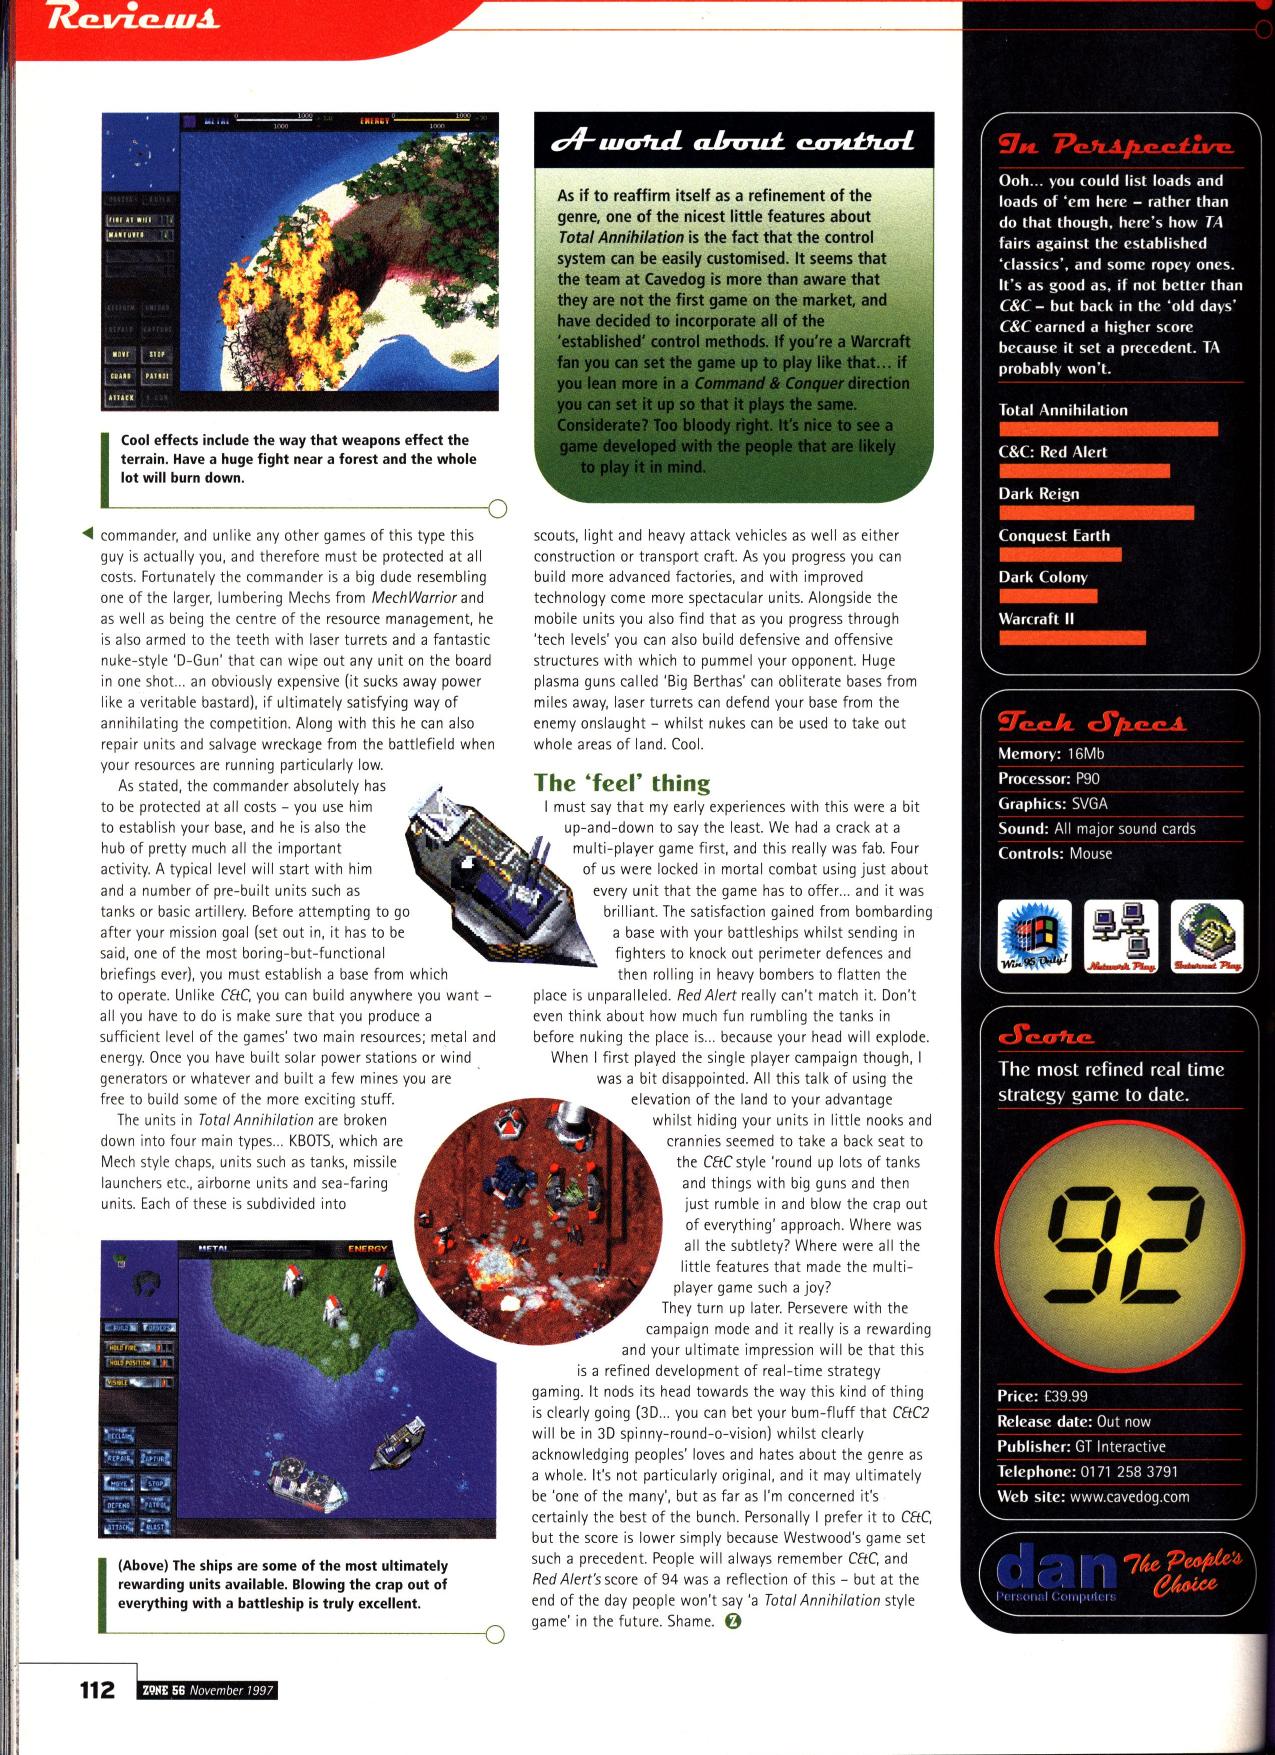 Reviews
METAL 0 1000
1000
ENERGY 0 1000
1000
FIRE AT WILL
MANEUVER
REPAIR CAPTURE
MOVE STOP
GUARD PATROL
ATTACK
Cool effects include the way that weapons effect the
terrain. Have a huge fight near a forest and the whole
lot will burn down.
A word about control
As if to reaffirm itself as a refinement of the
genre, one of the nicest little features about
Total Annihilation is the fact that the control
system can be easily customised. It seems that
the team at Cavedog is more than aware that
they are not the first game on the market, and
have decided to incorporate all of the
'established' control methods. If you're a Warcraft
fan you can set the game up to play like that... if
you lean more in a Command & Conquer direction
you can set it up so that it plays the same.
Considerate? Too bloody right. It's nice to see a
game developed with the people that are likely
to play it in mind.
commander, and unlike any other games of this type this
guy is actually you, and therefore must be protected at all
costs. Fortunately the commander is a big dude resembling
one of the larger, lumbering Mechs from MechWarrior and
as well as being the centre of the resource management, he
is also armed to the teeth with laser turrets and a fantastic
nuke-style 'D-Gun' that can wipe out any unit on the board
in one shot... an obviously expensive (it sucks away power
like a veritable bastard), if ultimately satisfying way of
annihilating the competition. Along with this he can also
repair units and salvage wreckage from the battlefield when
your resources are running particularly low.
As stated, the commander absolutely has
to be protected at all costs – you use him
to establish your base, and he is also the
hub of pretty much all the important
activity. A typical level will start with him
and a number of pre-built units such as
tanks or basic artillery. Before attempting to go
after your mission goal (set out in, it has to be
said, one of the most boring-but-functional
briefings ever), you must establish a base from which
to operate. Unlike C&C, you can build anywhere you want –
all you have to do is make sure that you produce a
sufficient level of the games' two main resources; metal and
energy. Once you have built solar power stations or wind
generators or whatever and built a few mines you are
free to build some of the more exciting stuff.
The units in Total Annihilation are broken
down into four main types... KBOTS, which are
Mech style chaps, units such as tanks, missile
launchers etc., airborne units and sea-faring
units. Each of these is subdivided into
METAL
ENERGY
BUILD ORDERS
HOLD FIRE
HOLD POSITION
VISIBLE
RECLAIM
REPAIR CAPTURE
MOVE STOP
DEFEND PATROL
ATTACK BLAST
(Above) The ships are some of the most ultimately
rewarding units available. Blowing the crap out of
everything with a battleship is truly excellent.
scouts, light and heavy attack vehicles as well as either
construction or transport craft. As you progress you can
build more advanced factories, and with improved
technology come more spectacular units. Alongside the
mobile units you also find that as you progress through
'tech levels' you can also build defensive and offensive
structures with which to pummel your opponent. Huge
plasma guns called 'Big Berthas' can obliterate bases from
miles away, laser turrets can defend your base from the
enemy onslaught – whilst nukes can be used to take out
whole areas of land. Cool.
The 'feel' thing
I must say that my early experiences with this were a bit
up-and-down to say the least. We had a crack at a
multi-player game first, and this really was fab. Four
of us were locked in mortal combat using just about
every unit that the game has to offer... and it was
brilliant. The satisfaction gained from bombarding
a base with your battleships whilst sending in
fighters to knock out perimeter defences and
then rolling in heavy bombers to flatten the
place is unparalleled. Red Alert really can't match it. Don't
even think about how much fun rumbling the tanks in
before nuking the place is... because your head will explode.
When I first played the single player campaign though, I
was a bit disappointed. All this talk of using the
elevation of the land to your advantage
whilst hiding your units in little nooks and
crannies seemed to take a back seat to
the C&C style 'round up lots of tanks
and things with big guns and then
just rumble in and blow the crap out
of everything' approach. Where was
all the subtlety? Where were all the
little features that made the multi-
player game such a joy?
They turn up later. Persevere with the
campaign mode and it really is a rewarding
and your ultimate impression will be that this
is a refined development of real-time strategy
gaming. It nods its head towards the way this kind of thing
is clearly going (3D... you can bet your bum-fluff that C&C2
will be in 3D spinny-round-o-vision) whilst clearly
acknowledging peoples' loves and hates about the genre as
a whole. It's not particularly original, and it may ultimately
be 'one of the many', but as far as I'm concerned it's
certainly the best of the bunch. Personally I prefer it to C&C,
but the score is lower simply because Westwood's game set
such a precedent. People will always remember C&C, and
Red Alert's score of 94 was a reflection of this – but at the
end of the day people won't say 'a Total Annihilation style
game' in the future. Shame. Z
In Perspective
Ooh... you could list loads and
loads of 'em here – rather than
do that though, here's how TA
fairs against the established
'classics', and some ropey ones.
It's as good as, if not better than
C&C – but back in the 'old days'
C&C earned a higher score
because it set a precedent. TA
probably won't.
Total Annihilation
C&C: Red Alert
Dark Reign
Conquest Earth
Dark Colony
Warcraft II
Tech Specs
Memory: 16Mb
Processor: P90
Graphics: SVGA
Sound: All major sound cards
Controls: Mouse
Win 95 Only!
Network Play
Internet Play
Score
The most refined real time
strategy game to date.
92
Price: £39.99
Release date: Out now
Publisher: GT Interactive
Telephone: 0171 258 3791
Web site: www.cavedog.com
dan
Personal Computers
The People's
Choice
112
ZONE 56 November 1997